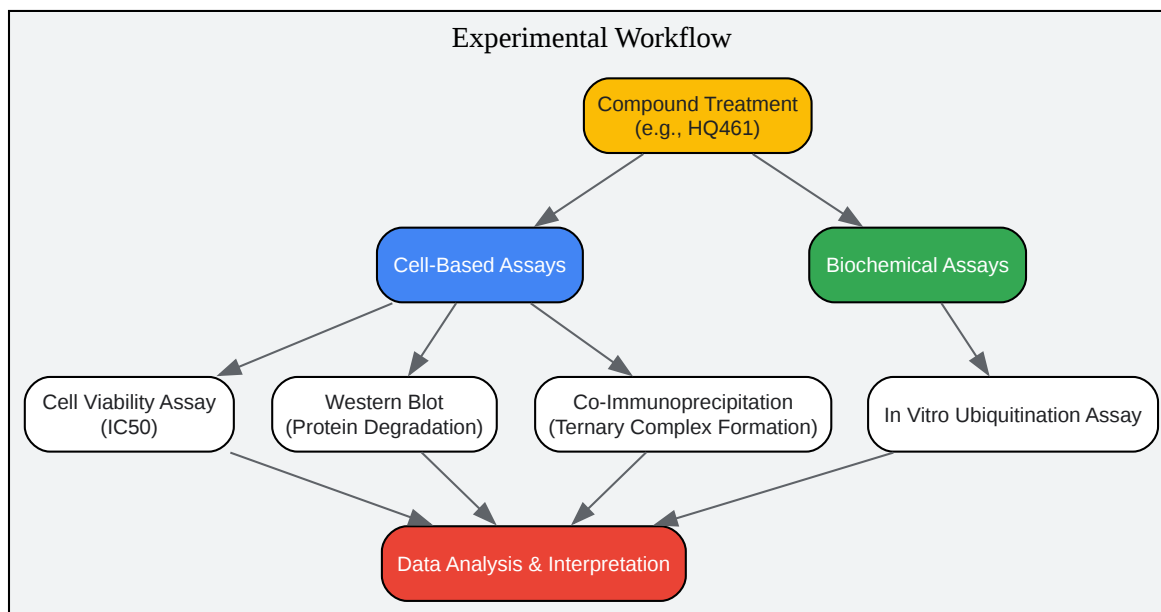 Experimental Workflow
Compound Treatment
(e.g., HQ461)
Cell-Based Assays
Biochemical Assays
Cell Viability Assay
(IC50)
Western Blot
(Protein Degradation)
Co-Immunoprecipitation
(Ternary Complex Formation)
In Vitro Ubiquitination Assay
Data Analysis & Interpretation